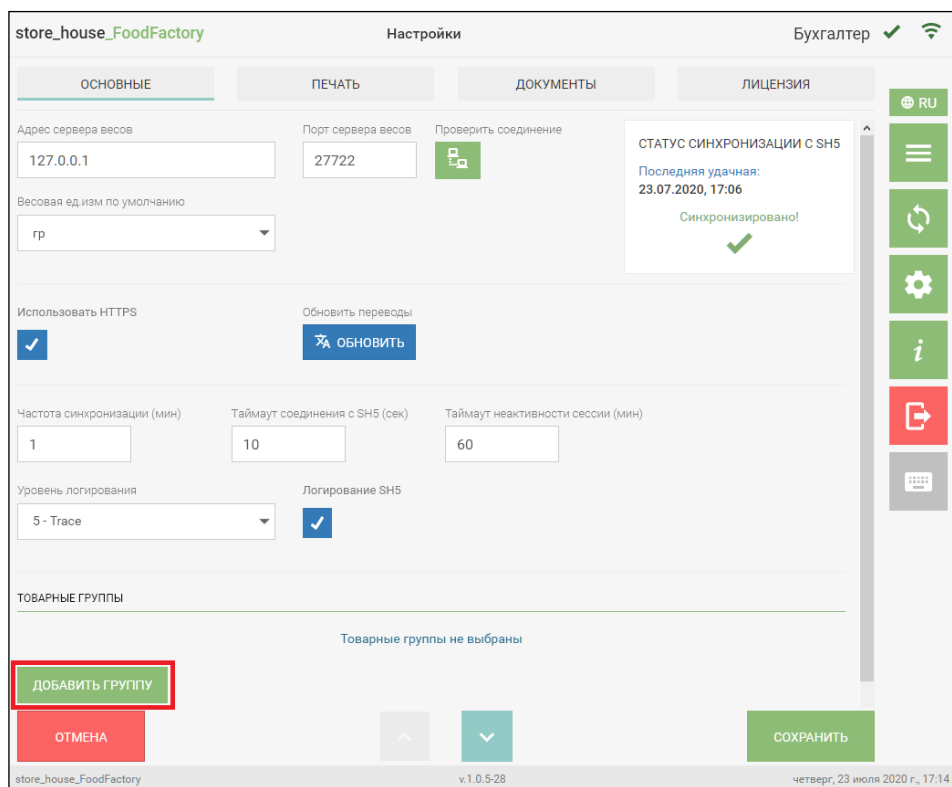 store_house_FoodFactory
Настройки
Бухгалтер
ОСНОВНЫЕ
ПЕЧАТЬ
ДОКУМЕНТЫ
ЛИЦЕНЗИЯ
RU
Адрес сервера весов
Порт сервера весов
Проверить соединение
127.0.0.1
27722
СТАТУС СИНХРОНИЗАЦИИ С SH5
Последняя удачная:
23.07.2020, 17:06
Синхронизировано!
Весовая ед.изм по умолчанию
гр
Использовать HTTPS
Обновить переводы
ОБНОВИТЬ
i
Частота синхронизации (мин)
Таймаут соединения с SH5 (сек)
Таймаут неактивности сессии (мин)
1
10
60
Уровень логирования
Логирование SH5
5 - Trace
ТОВАРНЫЕ ГРУППЫ
Товарные группы не выбраны
ДОБАВИТЬ ГРУППУ
ОТМЕНА
СОХРАНИТЬ
store_house_FoodFactory
v.1.0.5-28
четверг, 23 июля 2020 г., 17:14